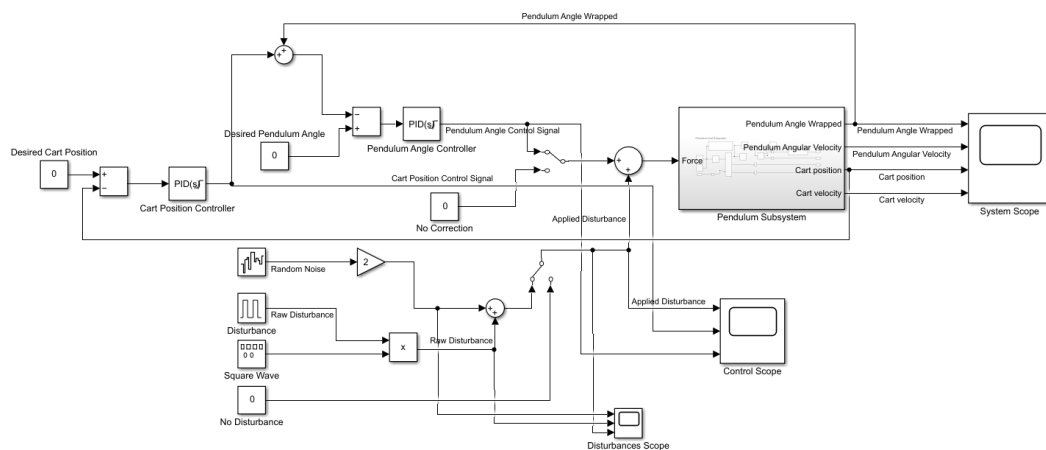 Pendulum Angle Wrapped
+
+
−
+
PID(s)
Pendulum Angle Control Signal
Pendulum Angle Controller
Desired Pendulum Angle
0
Desired Cart Position
0
+
−
PID(s)
Cart Position Controller
Cart Position Control Signal
0
No Correction
+
+
Applied Disturbance
Force
Pendulum Angle Wrapped
Pendulum Angular Velocity
Cart position
Cart velocity
Pendulum Subsystem
Pendulum Angle Wrapped
Pendulum Angular Velocity
Cart position
Cart velocity
System Scope
Random Noise
2
Disturbance
Raw Disturbance
Square Wave
x
Raw Disturbance
+
+
0
No Disturbance
Applied Disturbance
Control Scope
Disturbances Scope